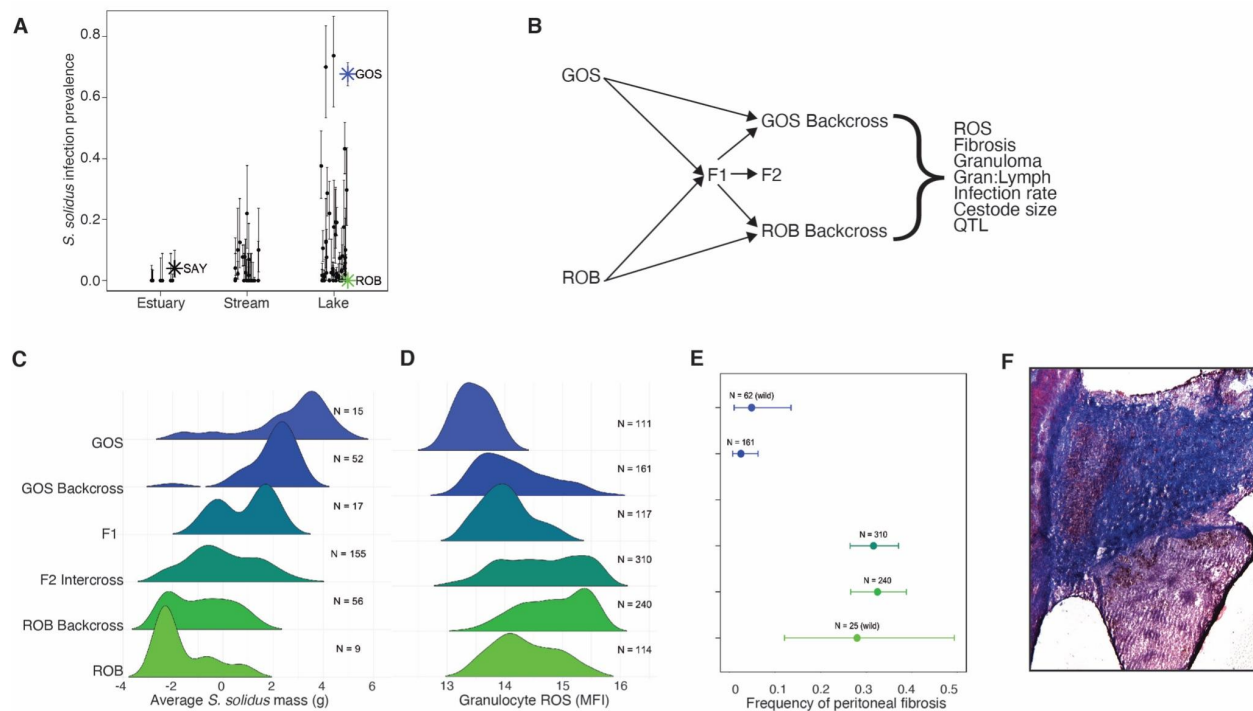 A
S. solidus infection prevalence
0.8
0.6
0.4
0.2
0.0
GOS
SAY
ROB
Estuary
Stream
Lake
B
GOS
ROB
F1
F2
GOS Backcross
ROB Backcross
ROS
Fibrosis
Granuloma
Gran:Lymph
Infection rate
Cestode size
QTL
C
GOS
N = 15
GOS Backcross
N = 52
F1
N = 17
F2 Intercross
N = 155
ROB Backcross
N = 56
ROB
N = 9
-4
-2
0
2
4
6
Average S. solidus mass (g)
D
N = 111
N = 161
N = 117
N = 310
N = 240
N = 114
13
14
15
16
Granulocyte ROS (MFI)
E
N = 62 (wild)
N = 161
N = 310
N = 240
N = 25 (wild)
0
0.1
0.2
0.3
0.4
0.5
Frequency of peritoneal fibrosis
F